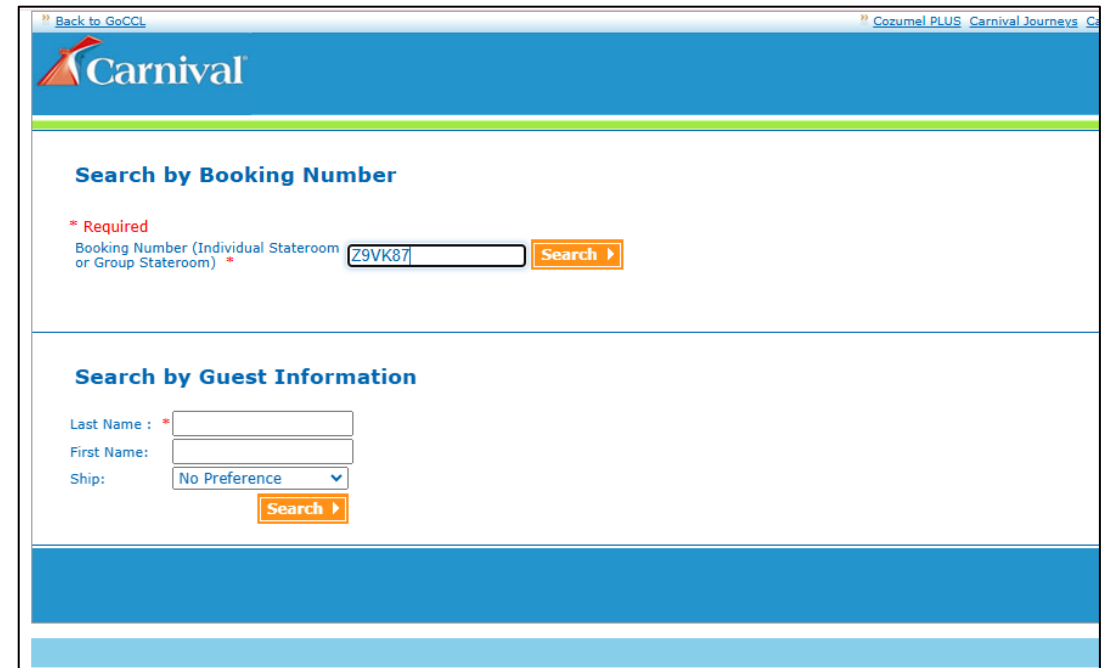 Back to GoCCL
Cozumel PLUS Carnival Journeys
Carnival
Search by Booking Number
* Required
Booking Number (Individual Stateroom
or Group Stateroom) *
Z9VK87
Search
Search by Guest Information
Last Name : *
First Name:
Ship: No Preference
Search